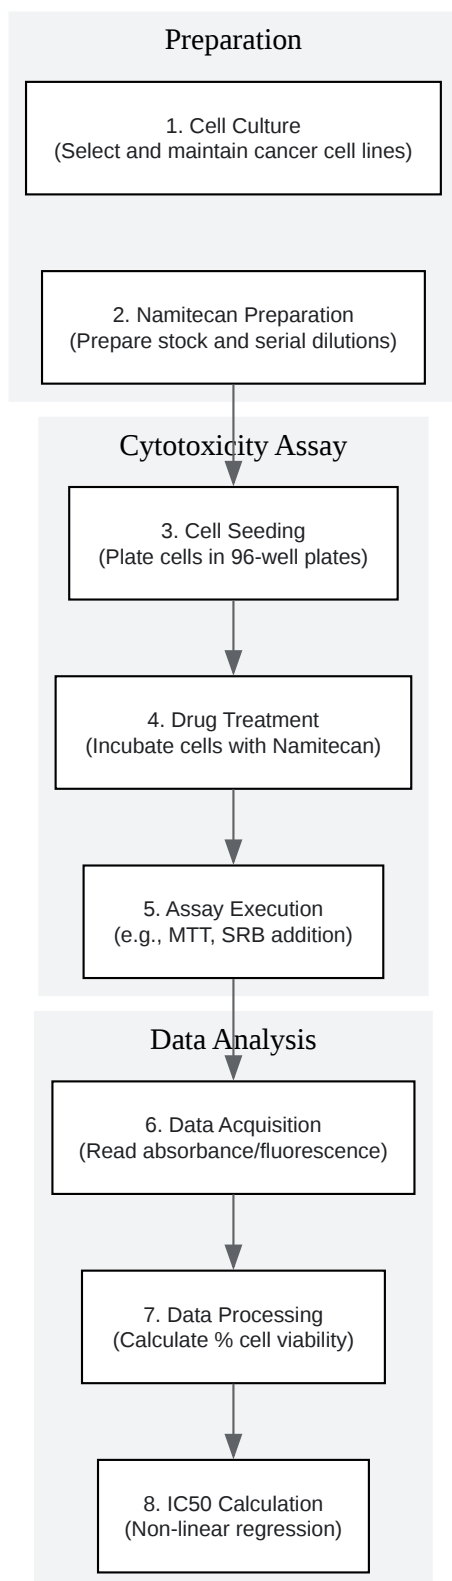 Preparation
1. Cell Culture
(Select and maintain cancer cell lines)
2. Namitecan Preparation
(Prepare stock and serial dilutions)
Cytotoxicity Assay
3. Cell Seeding
(Plate cells in 96-well plates)
4. Drug Treatment
(Incubate cells with Namitecan)
5. Assay Execution
(e.g., MTT, SRB addition)
Data Analysis
6. Data Acquisition
(Read absorbance/fluorescence)
7. Data Processing
(Calculate % cell viability)
8. IC50 Calculation
(Non-linear regression)